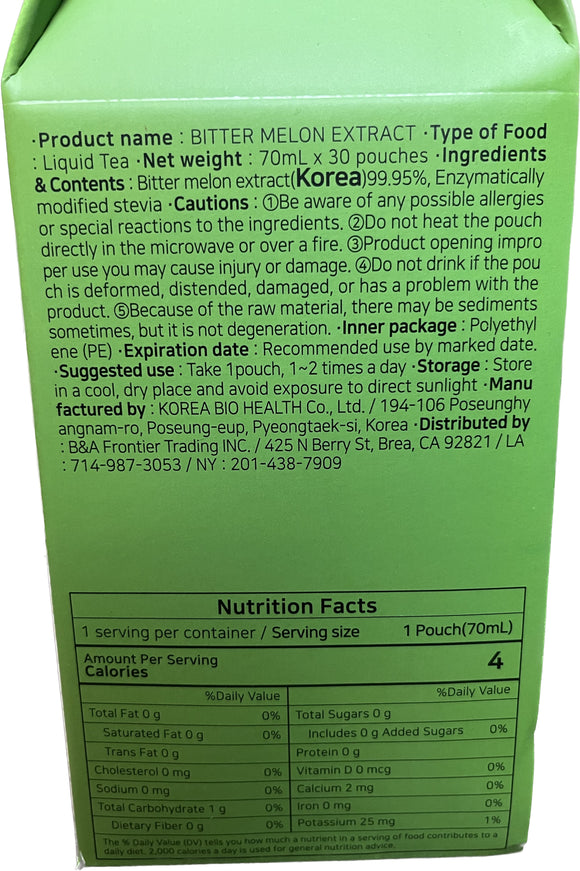 ·Product name : BITTER MELON EXTRACT ·Type of Food
: Liquid Tea ·Net weight : 70mL x 30 pouches ·Ingredients
& Contents : Bitter melon extract(Korea)99.95%, Enzymatically
modified stevia ·Cautions : ①Be aware of any possible allergies
or special reactions to the ingredients. ②Do not heat the pouch
directly in the microwave or over a fire. ③Product opening impro
per use you may cause injury or damage. ④Do not drink if the pou
ch is deformed, distended, damaged, or has a problem with the
product. ⑤Because of the raw material, there may be sediments
sometimes, but it is not degeneration. ·Inner package : Polyethyl
ene (PE) ·Expiration date : Recommended use by marked date.
·Suggested use : Take 1pouch, 1~2 times a day ·Storage : Store
in a cool, dry place and avoid exposure to direct sunlight ·Manu
factured by : KOREA BIO HEALTH Co., Ltd. / 194-106 Poseunghy
angnam-ro, Poseung-eup, Pyeongtaek-si, Korea ·Distributed by
: B&A Frontier Trading INC. / 425 N Berry St, Brea, CA 92821 / LA
: 714-987-3053 / NY : 201-438-7909
Nutrition Facts
1 serving per container / Serving size 1 Pouch(70mL)
Amount Per Serving
Calories 4
%Daily Value %Daily Value
Total Fat 0 g 0% Total Sugars 0 g
Saturated Fat 0 g 0% Includes 0 g Added Sugars 0%
Trans Fat 0 g Protein 0 g
Cholesterol 0 mg 0% Vitamin D 0 mcg 0%
Sodium 0 mg 0% Calcium 2 mg 0%
Total Carbohydrate 1 g 0% Iron 0 mg 0%
Dietary Fiber 0 g 0% Potassium 25 mg 1%
The % Daily Value (DV) tells you how much a nutrient in a serving of food contributes to a
daily diet. 2,000 calories a day is used for general nutrition advice.